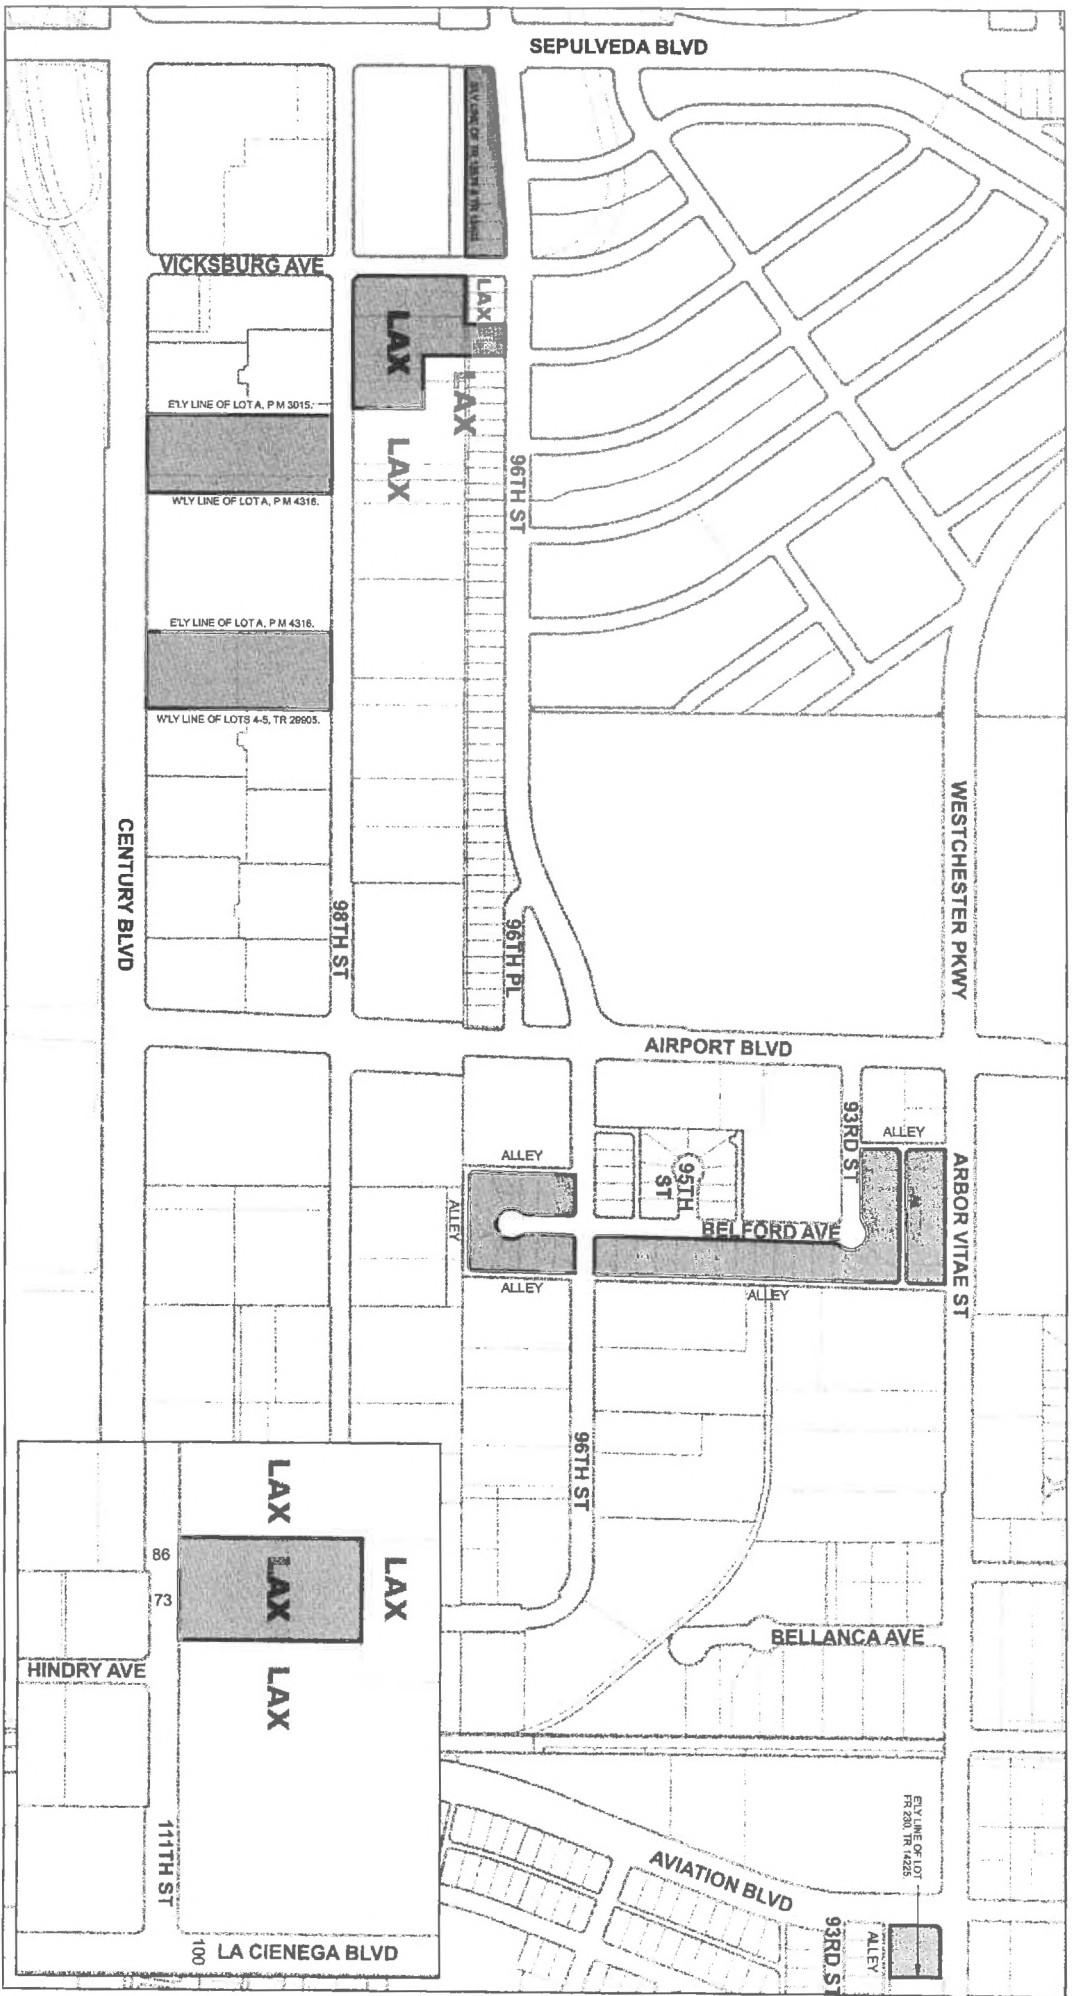 SEPULVEDA BLVD
VICKSBURG AVE
LAX
LAX
LAX
LAX
E'LY LINE OF LOT A, P M 3015.
W'LY LINE OF LOT A, P M 4316.
96TH ST
E'LY LINE OF LOT A, P M 4316.
W'LY LINE OF LOTS 4-5, TR 29905.
CENTURY BLVD
98TH ST
96TH PL
WESTCHESTER PKWY
AIRPORT BLVD
93RD ST
ALLEY
ALLEY
95TH ST
ARBOR VITAE ST
ALLEY
BELFORD AVE
ALLEY
ALLEY
96TH ST
LAX
86
LAX
LAX
73
BELLANCA AVE
HINDRY AVE
LAX
111TH ST
E'LY LINE OF LOT
FR 230, TR 14225.
AVIATION BLVD
93RD ST
ALLEY
100
LA CIENEGA BLVD